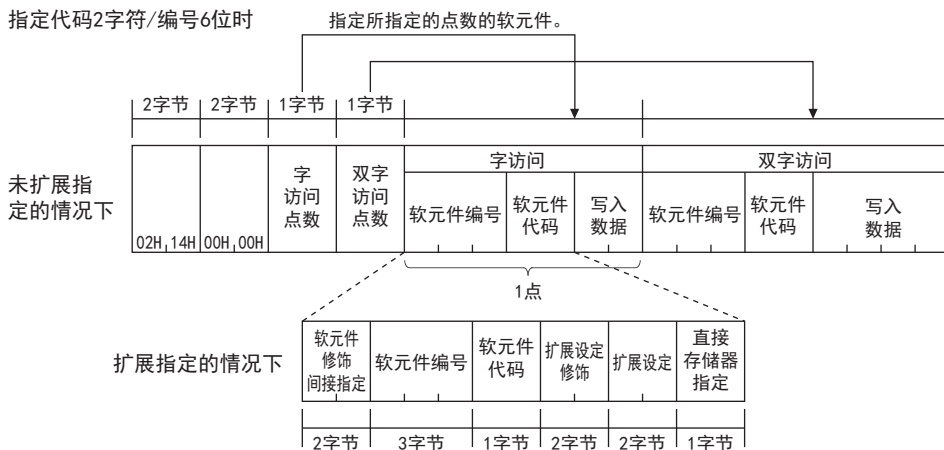 指定代码2字符/编号6位时
指定所指定的点数的软元件。
2字节 2字节 1字节 1字节
未扩展指
定的情况下
02H 14H 00H 00H
字
访问
点数
双字
访问
点数
字访问
软元件编号
软元件
代码
写入
数据
双字访问
软元件编号
软元件
代码
写入
数据
1点
扩展指定的情况下
软元件
修饰
间接指定
软元件编号
软元件
代码
扩展设定
修饰
扩展设定
直接
存储器
指定
2字节 3字节 1字节 2字节 2字节 1字节